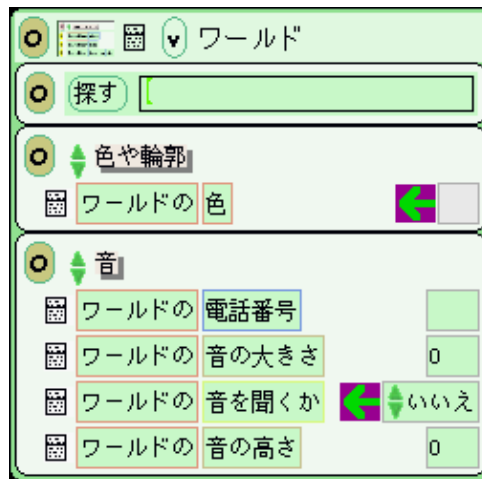 ワールド
探す
色や輪郭
ワールドの 色
音
ワールドの 電話番号
ワールドの 音の大きさ 0
ワールドの 音を聞くか いいえ
ワールドの 音の高さ 0